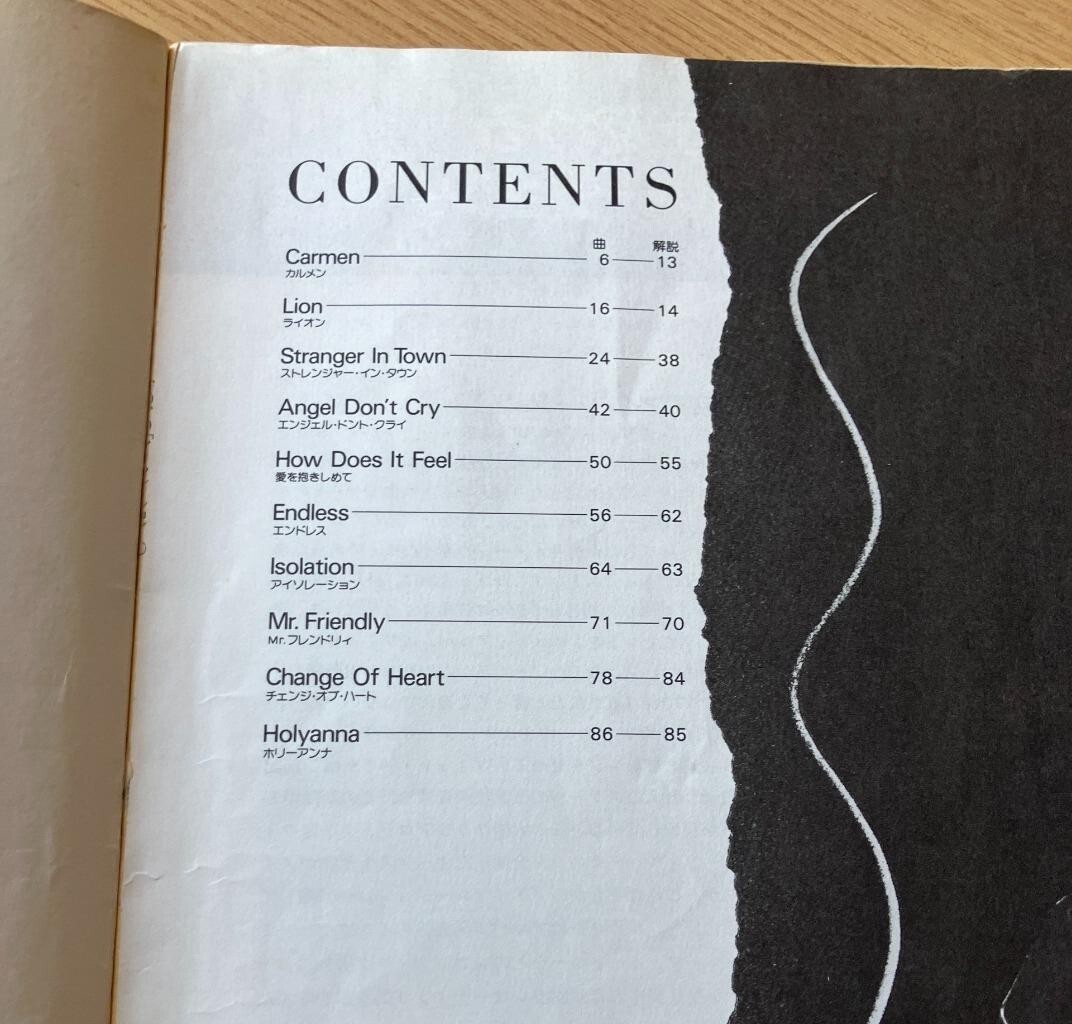 CONTENTS
曲 解説
Carmen 6 13
カルメン
Lion 16 14
ライオン
Stranger In Town 24 38
ストレンジャー・イン・タウン
Angel Don't Cry 42 40
エンジェル・ドント・クライ
How Does It Feel 50 55
愛を抱きしめて
Endless 56 62
エンドレス
Isolation 64 63
アイソレーション
Mr. Friendly 71 70
Mr.フレンドリィ
Change Of Heart 78 84
チェンジ・オブ・ハート
Holyanna 86 85
ホリーアンナ